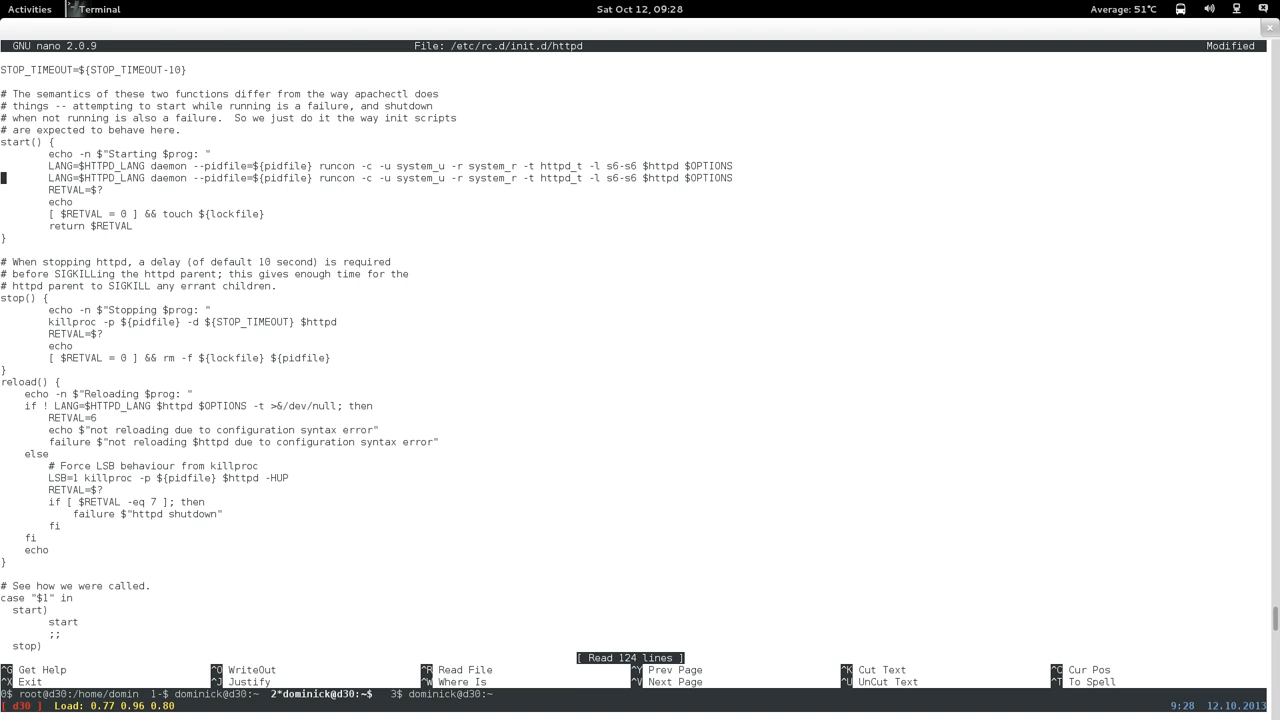 Activities Terminal Sat Oct 12, 09:28 Average: 51°C
GNU nano 2.0.9 File: /etc/rc.d/init.d/httpd Modified
STOP_TIMEOUT=${STOP_TIMEOUT-10}
# The semantics of these two functions differ from the way apachectl does
# things -- attempting to start while running is a failure, and shutdown
# when not running is also a failure.  So we just do it the way init scripts
# are expected to behave here.
start() {
        echo -n $"Starting $prog: "
        LANG=$HTTPD_LANG daemon --pidfile=${pidfile} runcon -c -u system_u -r system_r -t httpd_t -l s6-s6 $httpd $OPTIONS
        LANG=$HTTPD_LANG daemon --pidfile=${pidfile} runcon -c -u system_u -r system_r -t httpd_t -l s6-s6 $httpd $OPTIONS
        RETVAL=$?
        echo
        [ $RETVAL = 0 ] && touch ${lockfile}
        return $RETVAL
}
# When stopping httpd, a delay (of default 10 second) is required
# before SIGKILLing the httpd parent; this gives enough time for the
# httpd parent to SIGKILL any errant children.
stop() {
        echo -n $"Stopping $prog: "
        killproc -p ${pidfile} -d ${STOP_TIMEOUT} $httpd
        RETVAL=$?
        echo
        [ $RETVAL = 0 ] && rm -f ${lockfile} ${pidfile}
}
reload() {
    echo -n $"Reloading $prog: "
    if ! LANG=$HTTPD_LANG $httpd $OPTIONS -t >&/dev/null; then
        RETVAL=6
        echo $"not reloading due to configuration syntax error"
        failure $"not reloading $httpd due to configuration syntax error"
    else
        # Force LSB behaviour from killproc
        LSB=1 killproc -p ${pidfile} $httpd -HUP
        RETVAL=$?
        if [ $RETVAL -eq 7 ]; then
            failure $"httpd shutdown"
        fi
    fi
    echo
}
# See how we were called.
case "$1" in
  start)
        start
        ;;
  stop)
[ Read 124 lines ]
^G Get Help ^O WriteOut ^R Read File ^Y Prev Page ^K Cut Text ^C Cur Pos
^X Exit ^J Justify ^W Where Is ^V Next Page ^U UnCut Text ^T To Spell
0$ root@d30:/home/domin  1-$ dominick@d30:~  2*dominick@d30:~$   3$ dominick@d30:~
[ d30 ]  Load: 0.77 0.96 0.80 9:28  12.10.2013